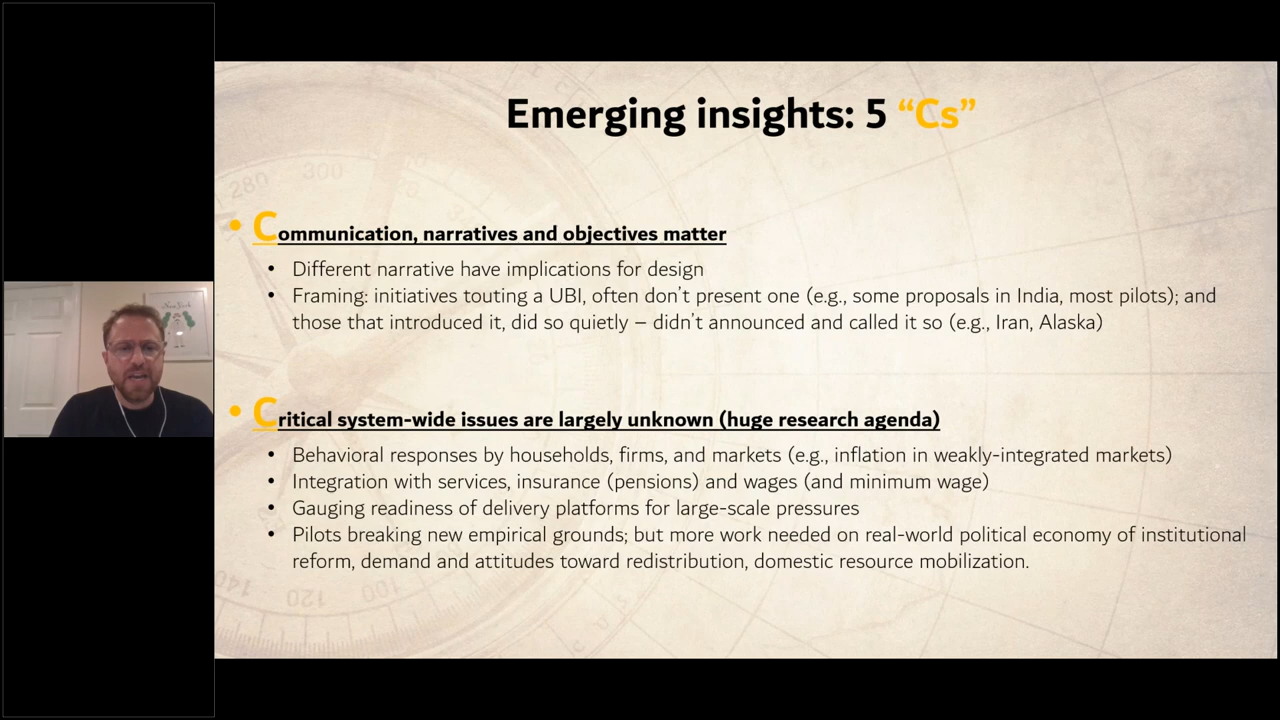 Emerging insights: 5 “Cs”
• Communication, narratives and objectives matter
• Different narrative have implications for design
• Framing: initiatives touting a UBI, often don’t present one (e.g., some proposals in India, most pilots); and
those that introduced it, did so quietly – didn’t announced and called it so (e.g., Iran, Alaska)
• Critical system-wide issues are largely unknown (huge research agenda)
• Behavioral responses by households, firms, and markets (e.g., inflation in weakly-integrated markets)
• Integration with services, insurance (pensions) and wages (and minimum wage)
• Gauging readiness of delivery platforms for large-scale pressures
• Pilots breaking new empirical grounds; but more work needed on real-world political economy of institutional
reform, demand and attitudes toward redistribution, domestic resource mobilization.
280
300
140
120
100